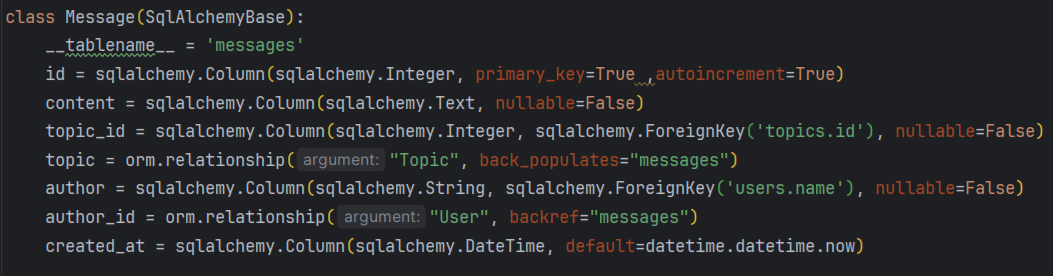 class Message(SqlAlchemyBase):
    __tablename__ = 'messages'
    id = sqlalchemy.Column(sqlalchemy.Integer, primary_key=True ,autoincrement=True)
    content = sqlalchemy.Column(sqlalchemy.Text, nullable=False)
    topic_id = sqlalchemy.Column(sqlalchemy.Integer, sqlalchemy.ForeignKey('topics.id'), nullable=False)
    topic = orm.relationship( argument: "Topic", back_populates="messages")
    author = sqlalchemy.Column(sqlalchemy.String, sqlalchemy.ForeignKey('users.name'), nullable=False)
    author_id = orm.relationship( argument: "User", backref="messages")
    created_at = sqlalchemy.Column(sqlalchemy.DateTime, default=datetime.datetime.now)